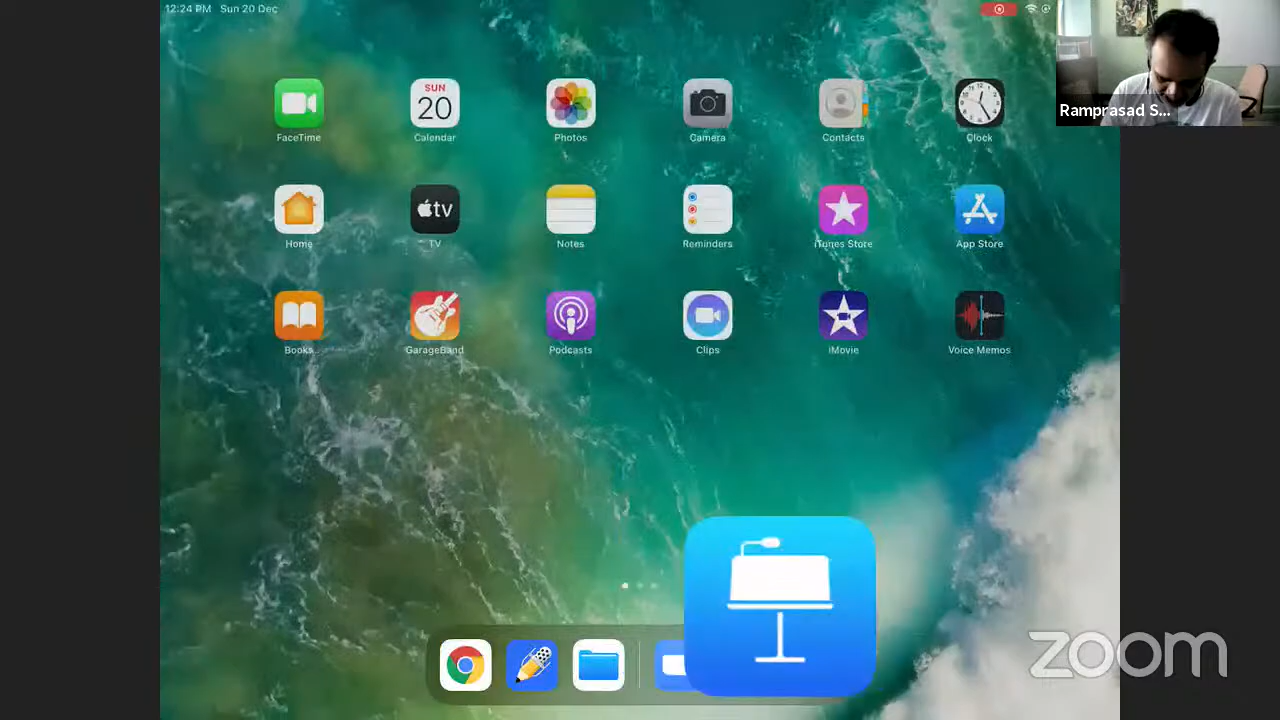 12:24 PM Sun 20 Dec
Ramprasad S...
SUN
20
FaceTime
Calendar
Photos
Camera
Contacts
Clock
tv
Home
TV
Notes
Reminders
iTunes Store
App Store
Books
GarageBand
Podcasts
Clips
iMovie
Voice Memos
zoom